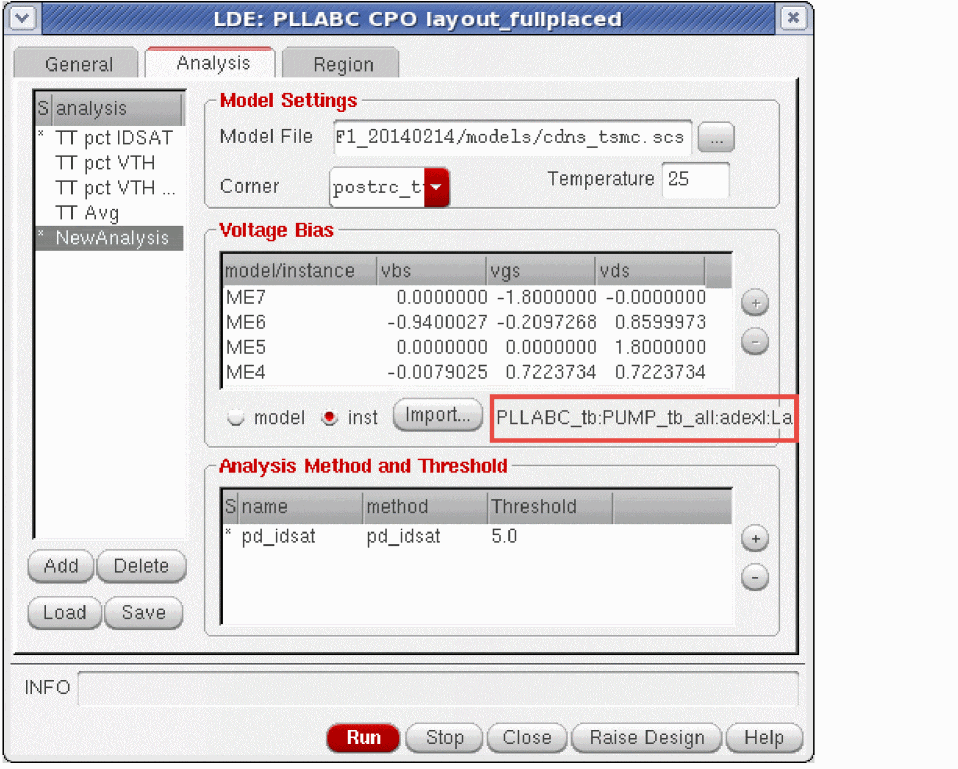 LDE: PLLABC CPO layout_fullplaced
General Analysis Region
S analysis
* TT pct IDSAT
TT pct VTH
TT pct VTH ...
TT Avg
* NewAnalysis
Add Delete
Load Save
Model Settings
Model File F1_20140214/models/cdns_tsmc.scs ...
Corner postrc_t Temperature 25
Voltage Bias
model/instance vbs vgs vds
ME7 0.0000000 -1.8000000 -0.0000000
ME6 -0.9400027 -0.2097268 0.8599973
ME5 0.0000000 0.0000000 1.8000000
ME4 -0.0079025 0.7223734 0.7223734
+
-
model inst Import... PLLABC_tb:PUMP_tb_all:adexl:La
Analysis Method and Threshold
S name method Threshold
* pd_idsat pd_idsat 5.0
+
-
INFO
Run Stop Close Raise Design Help